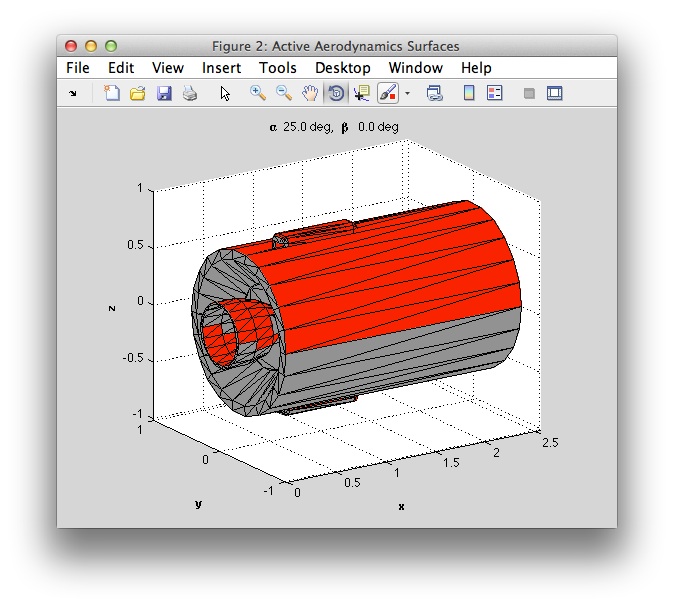 Figure 2: Active Aerodynamics Surfaces
File Edit View Insert Tools Desktop Window Help
α 25.0 deg, β 0.0 deg
1
0.5
0
-0.5
-1
z
1
0
-1
y
0
0.5
1
1.5
2
2.5
x